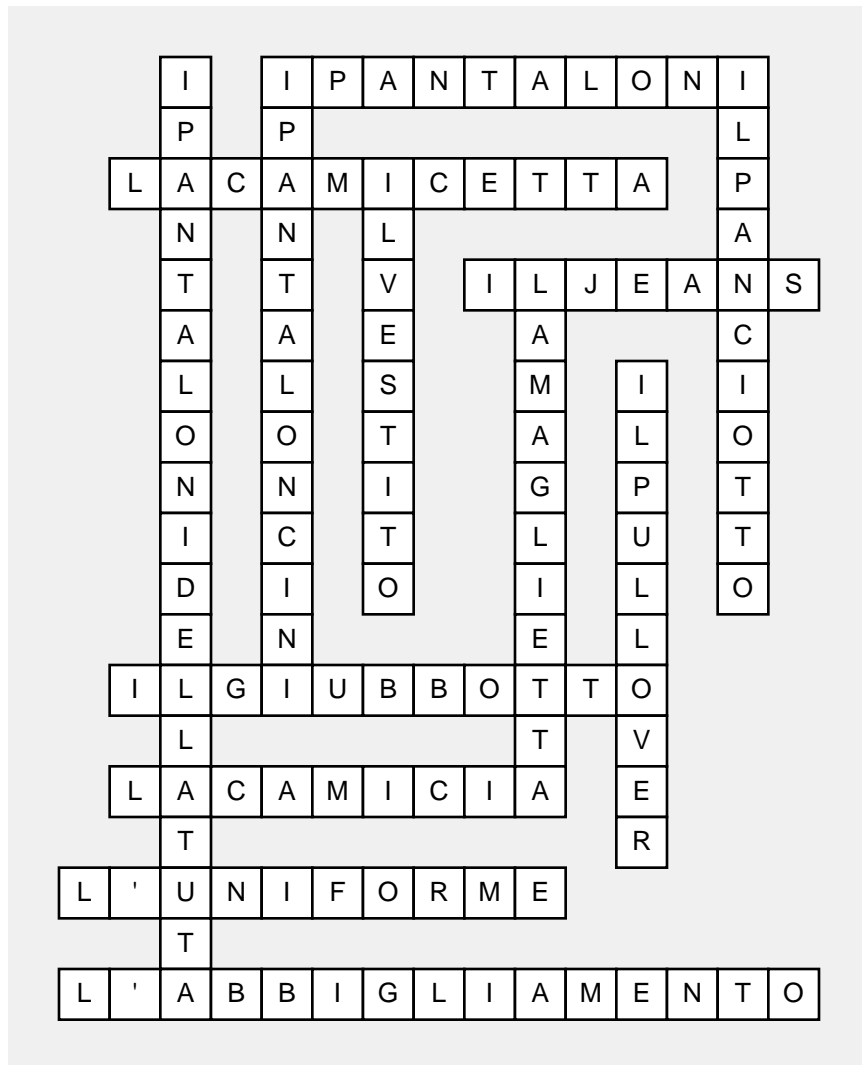 IPANTALONI
LACAMICETTA
ILJEANS
ILGIUBBOTTO
LACAMICIA
L'UNIFORME
L'ABBIGLIAMENTO
IPANTALONIDELLATUTA
IPANTALONCINI
ILPANCIOTTO
ILVESTITO
LAMAGLIETTA
ILPULLOVER